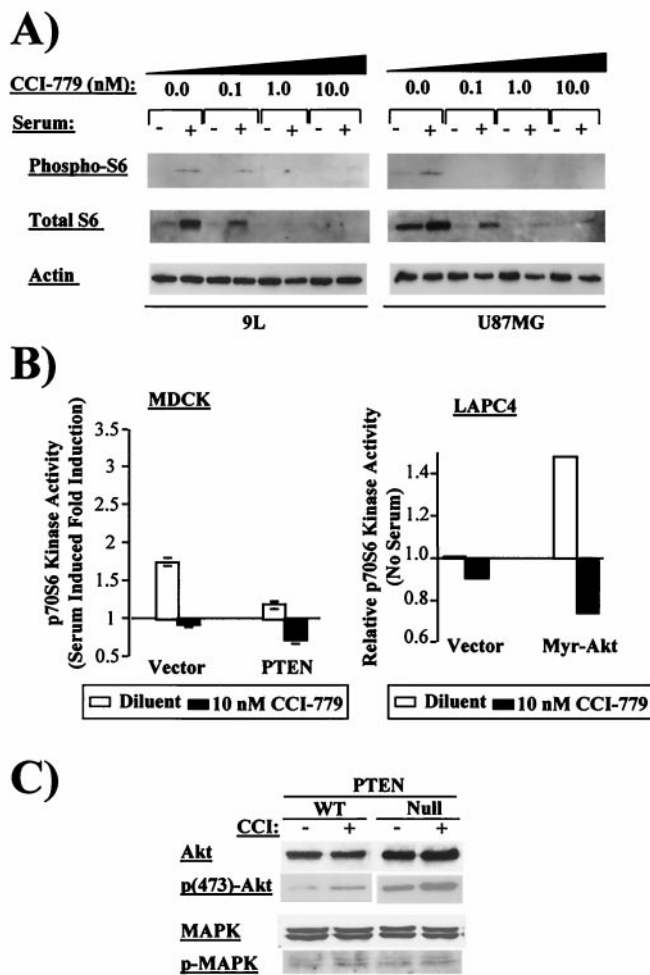 A)
CCI-779 (nM): 0.0 0.1 1.0 10.0 0.0 0.1 1.0 10.0
Serum: - + - + - + - + - + - + - + - +
Phospho-S6
Total S6
Actin
9L U87MG
B)
MDCK
p70S6 Kinase Activity
(Serum Induced Fold Induction)
3.5
3
2.5
2
1.5
1
0.5
Vector PTEN
Diluent 10 nM CCI-779
LAPC4
Relative p70S6 Kinase Activity
(No Serum)
1.4
1.2
1.0
0.8
0.6
Vector Myr-Akt
Diluent 10 nM CCI-779
C)
PTEN
WT Null
CCI: - + - +
Akt
p(473)-Akt
MAPK
p-MAPK